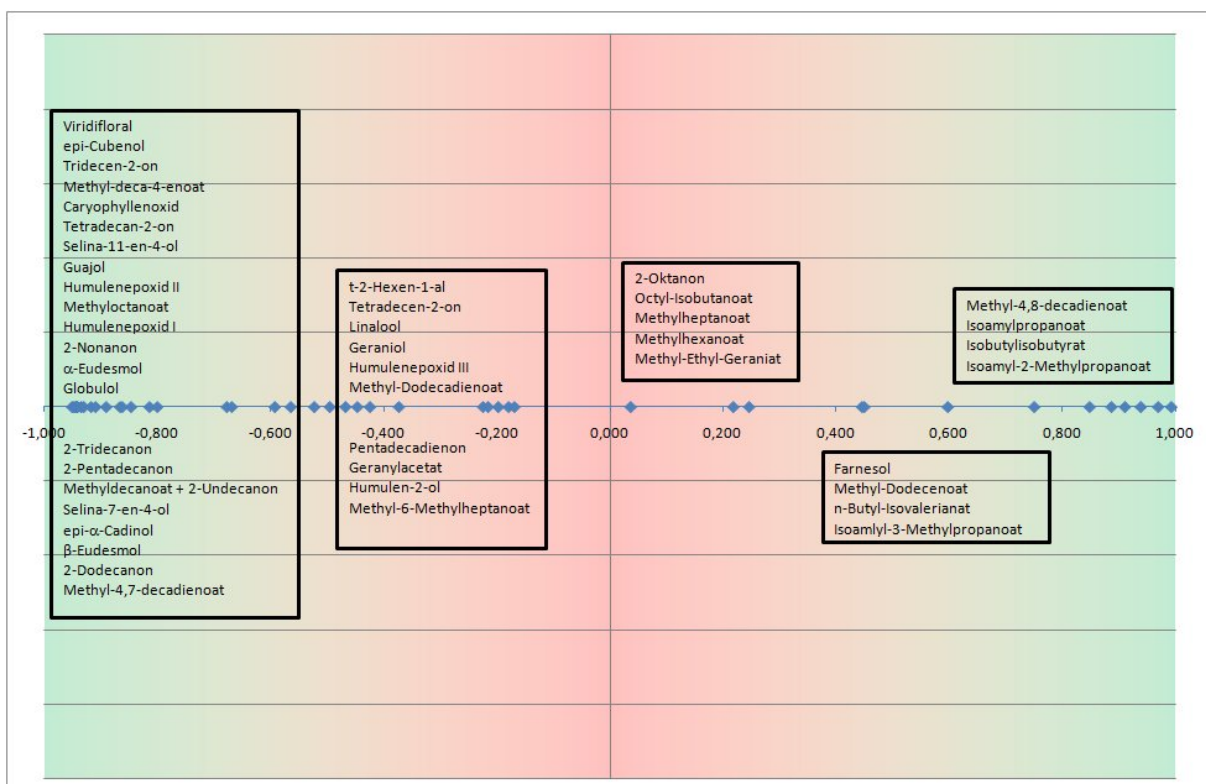 Viridifloral
epi-Cubenol
Tridecen-2-on
Methyl-deca-4-enoat
Caryophyllenoxid
Tetradecan-2-on
Selina-11-en-4-ol
Guajol
Humulenepoxid II
Methyloctanoat
Humulenepoxid I
2-Nonanon
α-Eudesmol
Globulol
t-2-Hexen-1-al
Tetradecen-2-on
Linalool
Geraniol
Humulenepoxid III
Methyl-Dodecadienoat
2-Oktanon
Octyl-Isobutanoat
Methylheptanoat
Methylhexanoat
Methyl-Ethyl-Geraniat
Methyl-4,8-decadienoat
Isoamylpropanoat
Isobutylisobutyrat
Isoamyl-2-Methylpropanoat
-1,000 -0,800 -0,600 -0,400 -0,200 0,000 0,200 0,400 0,600 0,800 1,000
2-Tridecanon
2-Pentadecanon
Methyldecanoat + 2-Undecanon
Selina-7-en-4-ol
epi-α-Cadinol
β-Eudesmol
2-Dodecanon
Methyl-4,7-decadienoat
Pentadecadienon
Geranylacetat
Humulen-2-ol
Methyl-6-Methylheptanoat
Farnesol
Methyl-Dodecenoat
n-Butyl-Isovalerianat
Isoamlyl-3-Methylpropanoat